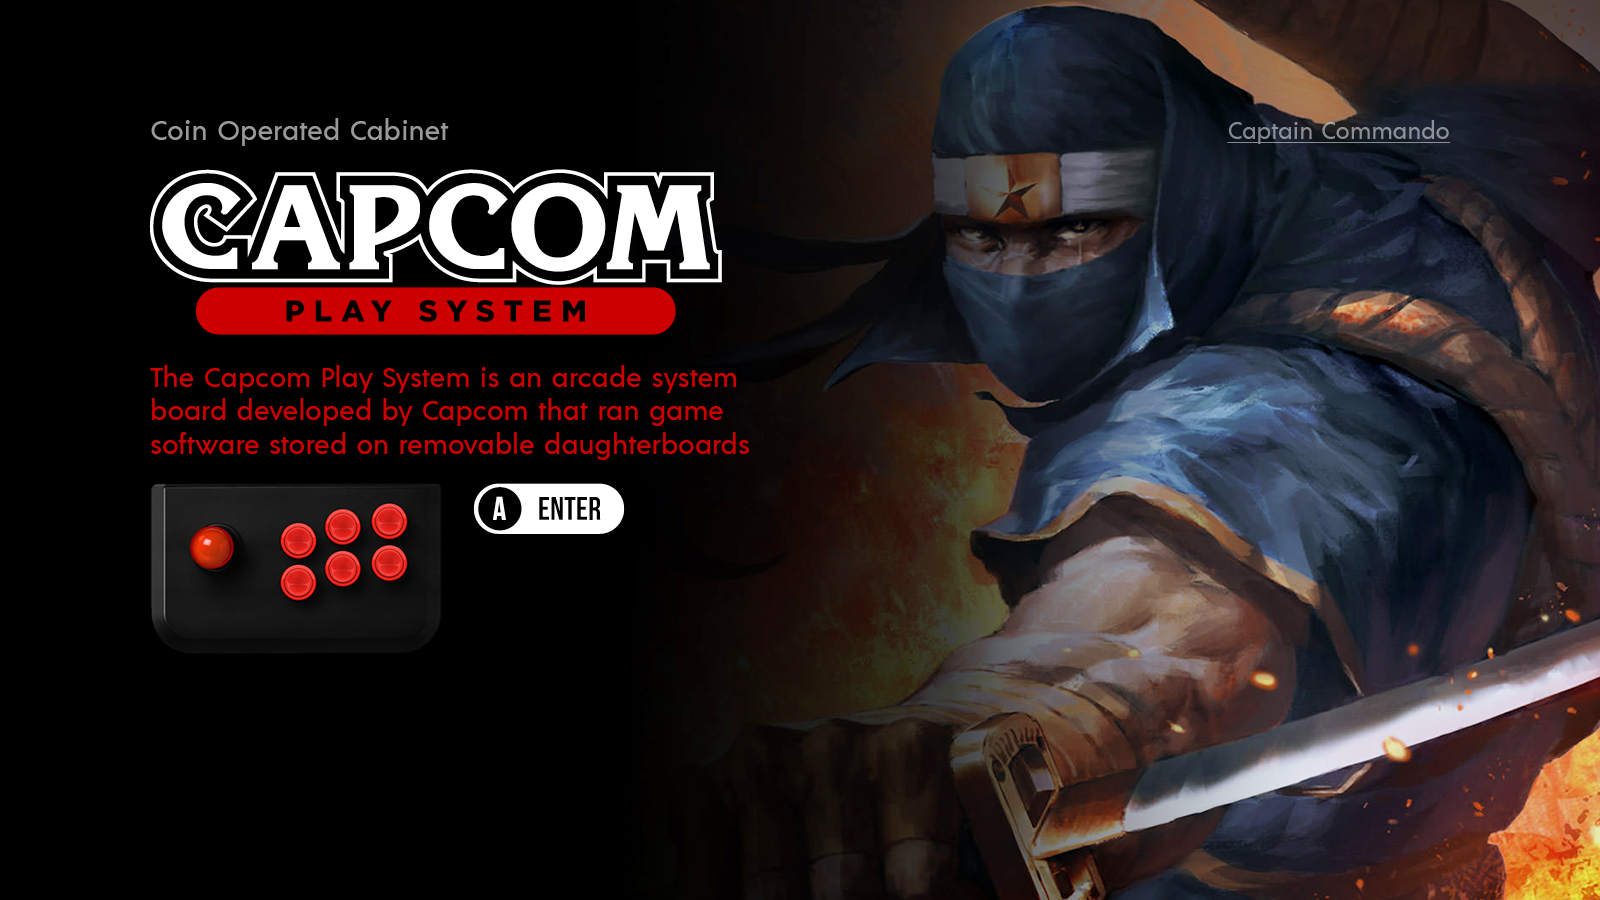 Coin Operated Cabinet
Captain Commando
CAPCOM
PLAY SYSTEM
The Capcom Play System is an arcade system
board developed by Capcom that ran game
software stored on removable daughterboards
A ENTER